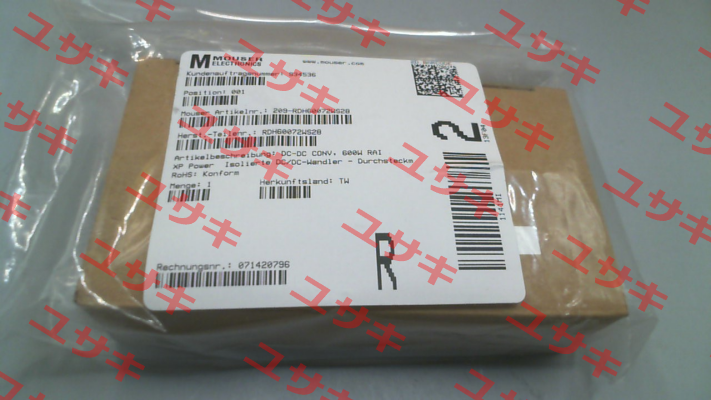 MOUSER
ELECTRONICS
www.mouser.com
Position: 001
Mouser Artikelnr.: 209-RDH60072WS28
Herst.-Teilenr.: RDH60072WS28
Artikelbeschreibung: DC-DC CONV. 600W RAI
XP Power Isolierte DC/DC-Wandler - Durchsteckm
RoHS: Konform
Menge: 1
Herkunftsland: TW
Rechnungsnr.: 071420796
2
R
ユサキ